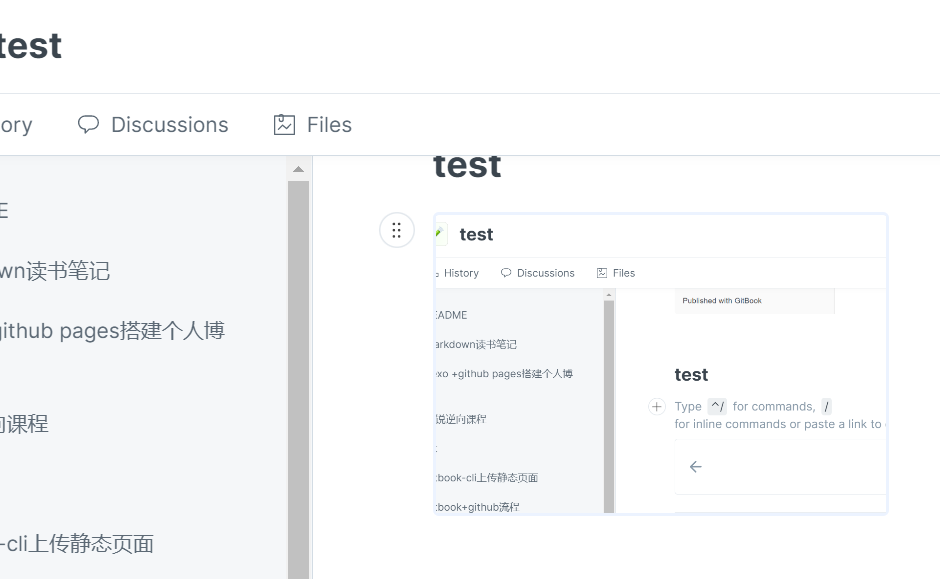 test
ory Discussions Files
E
wn读书笔记
github pages搭建个人博
课程
-cli上传静态页面
test
test
History Discussions Files
EADME
arkdown读书笔记
exo +github pages搭建个人博
说逆向课程
tbook-cli上传静态页面
tbook+github流程
Published with GitBook
test
Type ^/ for commands, /
for inline commands or paste a link to